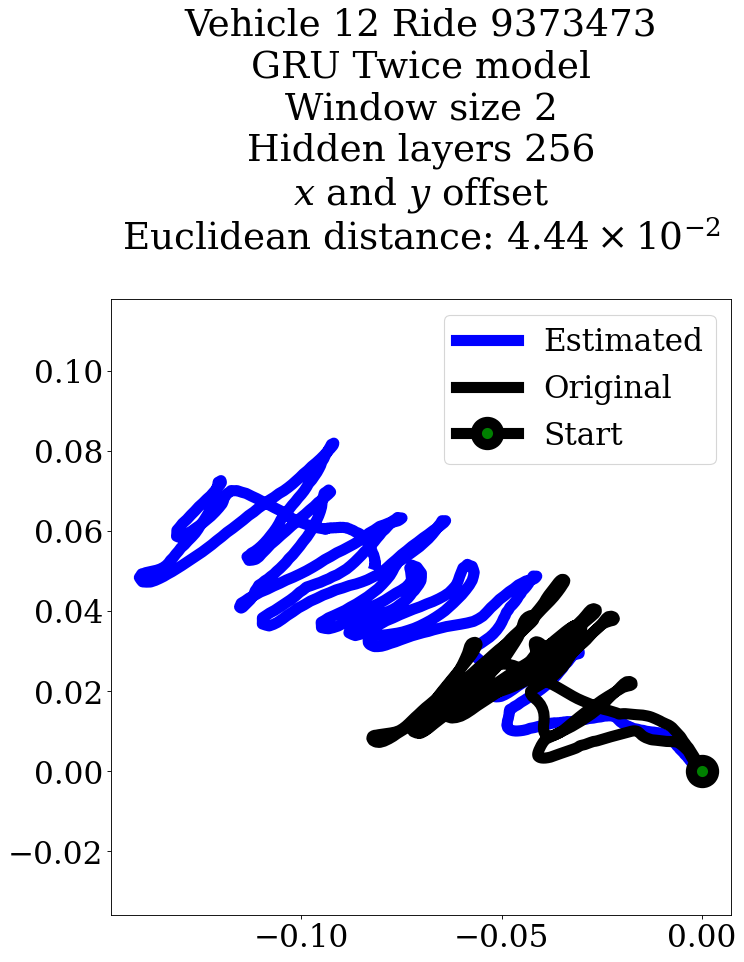 Vehicle 12 Ride 9373473
GRU Twice model
Window size 2
Hidden layers 256
x and y offset
Euclidean distance: 4.44 × 10⁻²
Estimated
Original
Start
0.10
0.08
0.06
0.04
0.02
0.00
−0.02
−0.10
−0.05
0.00